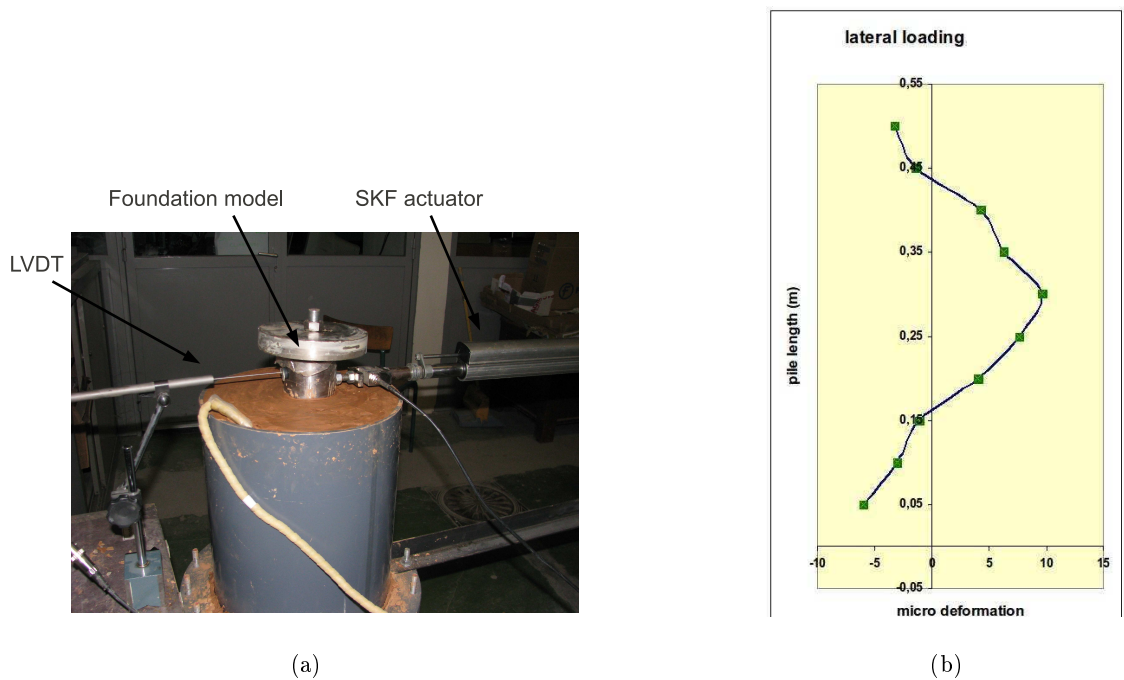 Foundation model
SKF actuator
LVDT
(a)
lateral loading
0,55
0,45
0,35
0,25
0,15
0,05
-0,05
-10
-5
0
5
10
15
pile length (m)
micro deformation
(b)